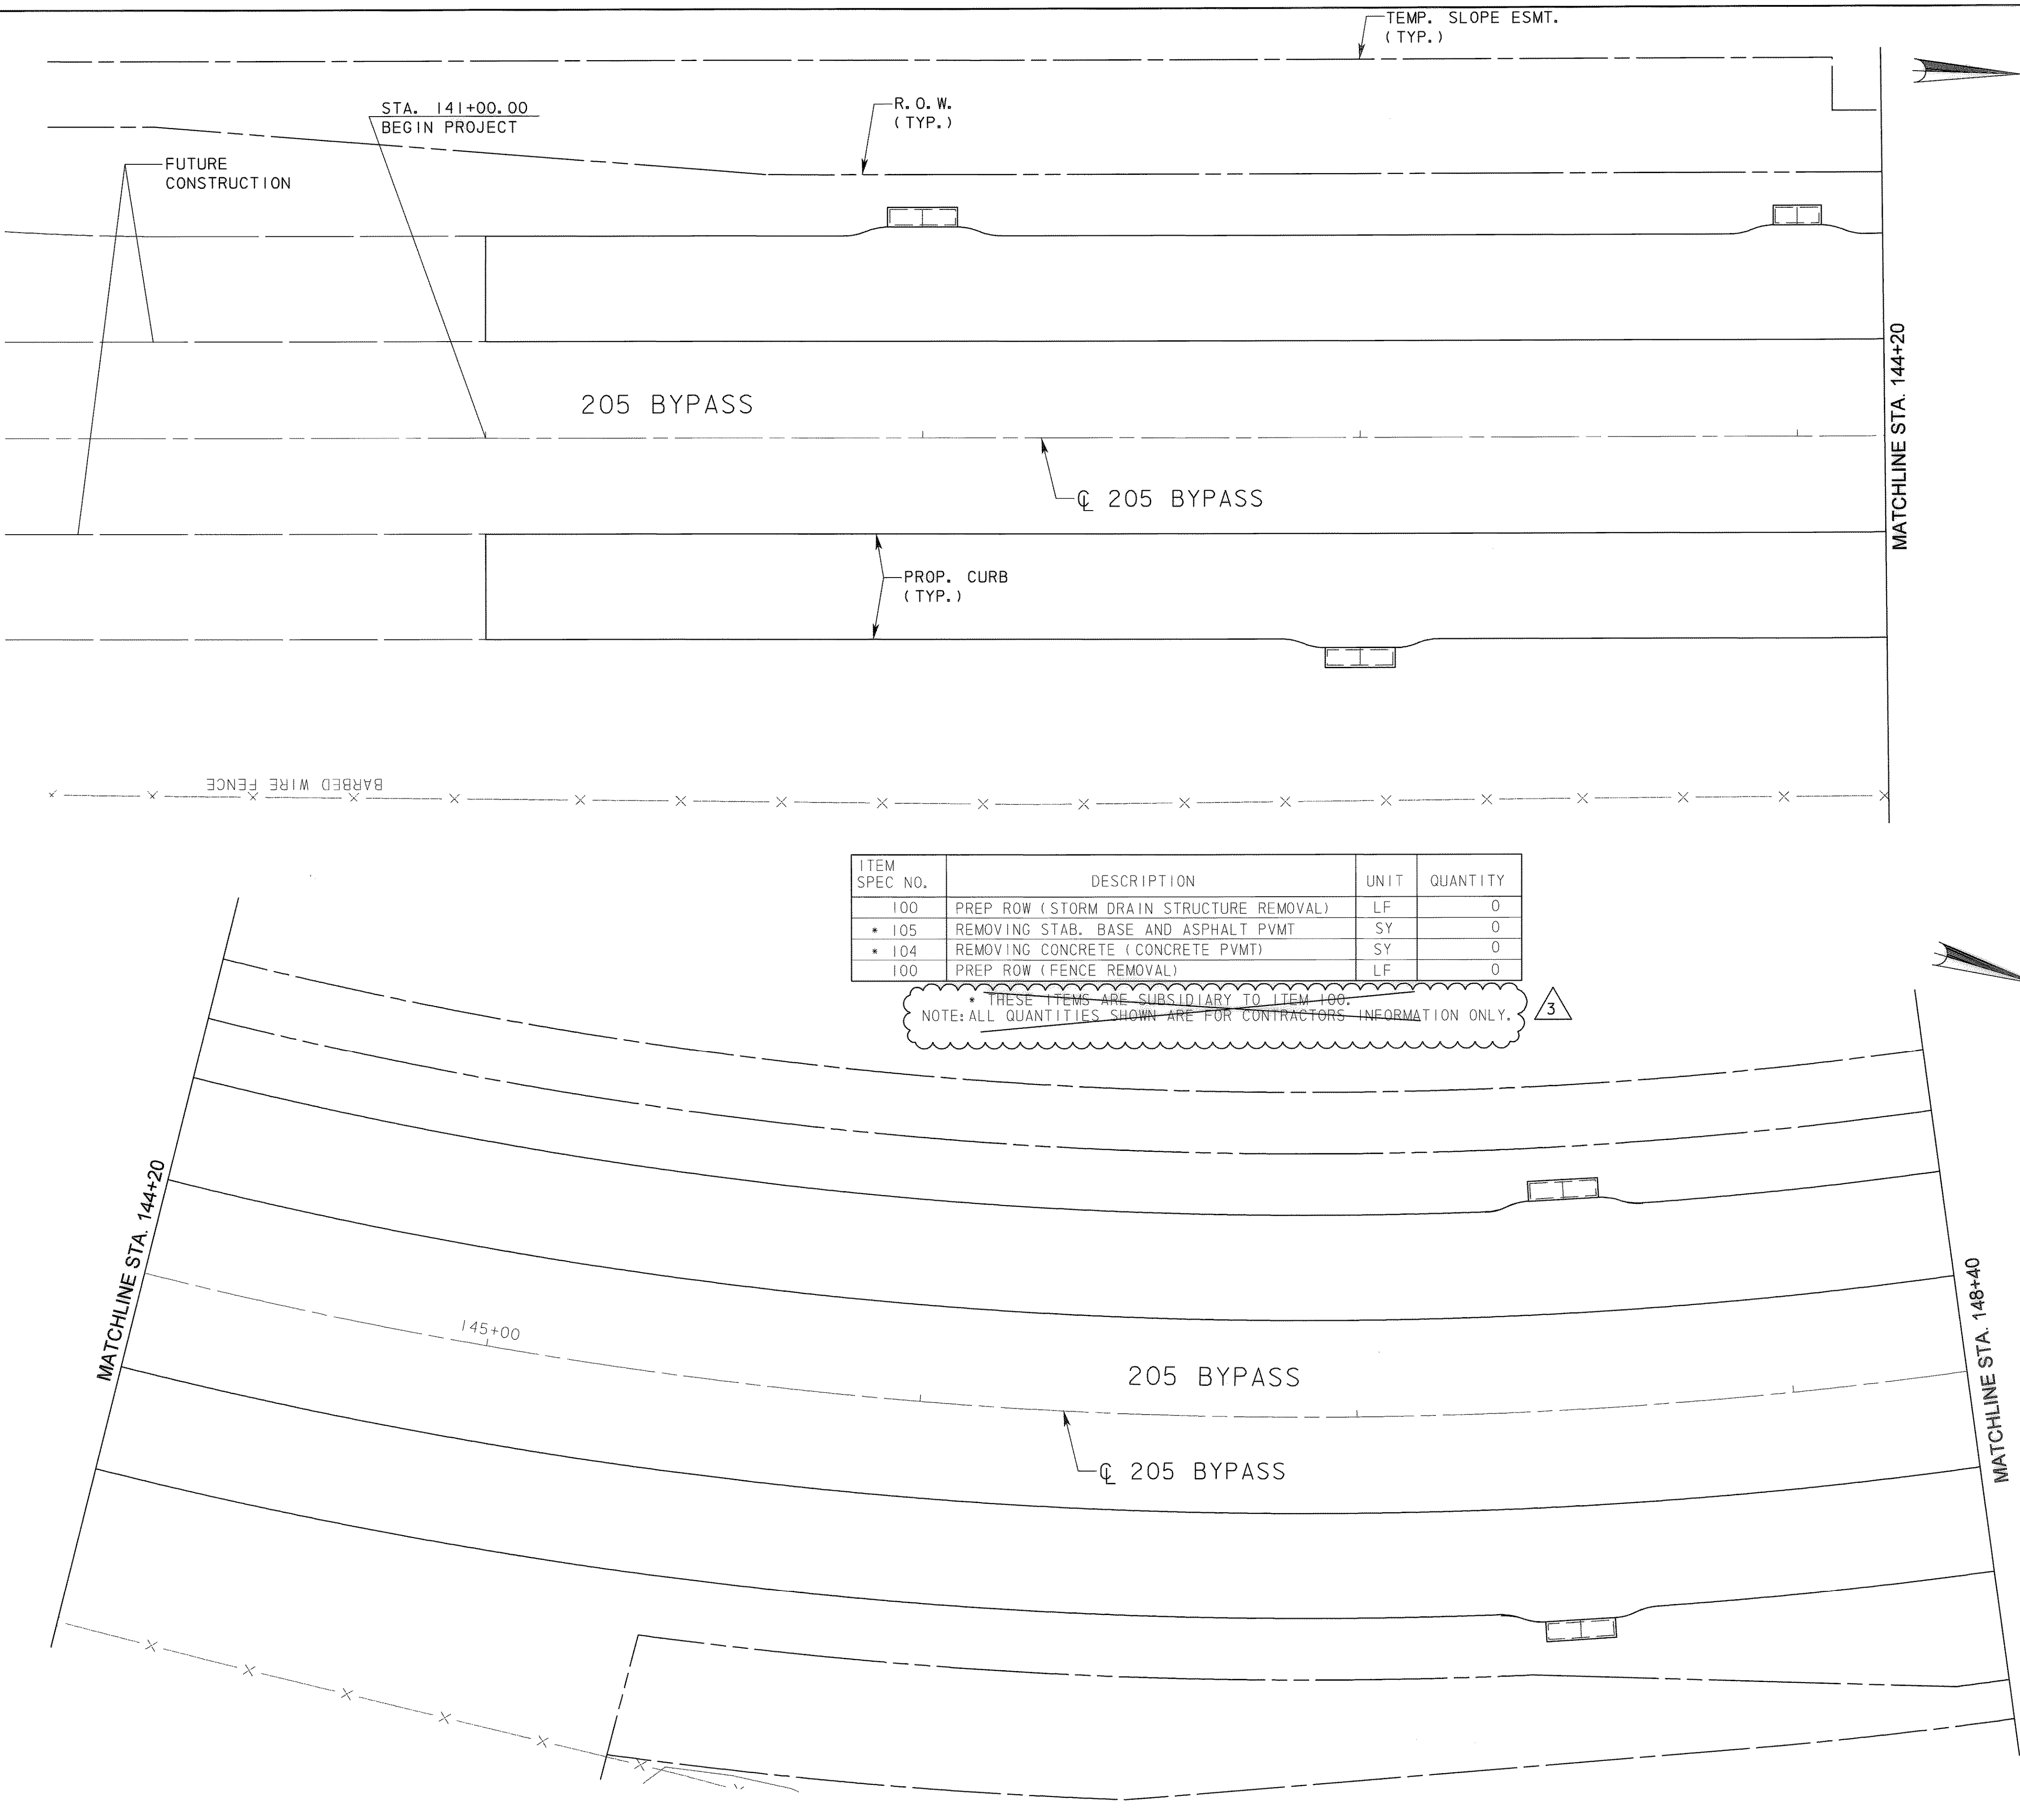 TEMP. SLOPE ESMT.
(TYP.)
STA. 141+00.00
BEGIN PROJECT
R.O.W.
(TYP.)
FUTURE
CONSTRUCTION
205 BYPASS
MATCHLINE STA. 144+20
℄ 205 BYPASS
PROP. CURB
(TYP.)
BARBED WIRE FENCE
ITEM SPEC NO. DESCRIPTION UNIT QUANTITY
100 PREP ROW (STORM DRAIN STRUCTURE REMOVAL) LF 0
* 105 REMOVING STAB. BASE AND ASPHALT PVMT SY 0
* 104 REMOVING CONCRETE (CONCRETE PVMT) SY 0
100 PREP ROW (FENCE REMOVAL) LF 0
* THESE ITEMS ARE SUBSIDIARY TO ITEM 100.
NOTE: ALL QUANTITIES SHOWN ARE FOR CONTRACTORS INFORMATION ONLY.
3
MATCHLINE STA. 144+20
145+00
205 BYPASS
℄ 205 BYPASS
MATCHLINE STA. 148+40